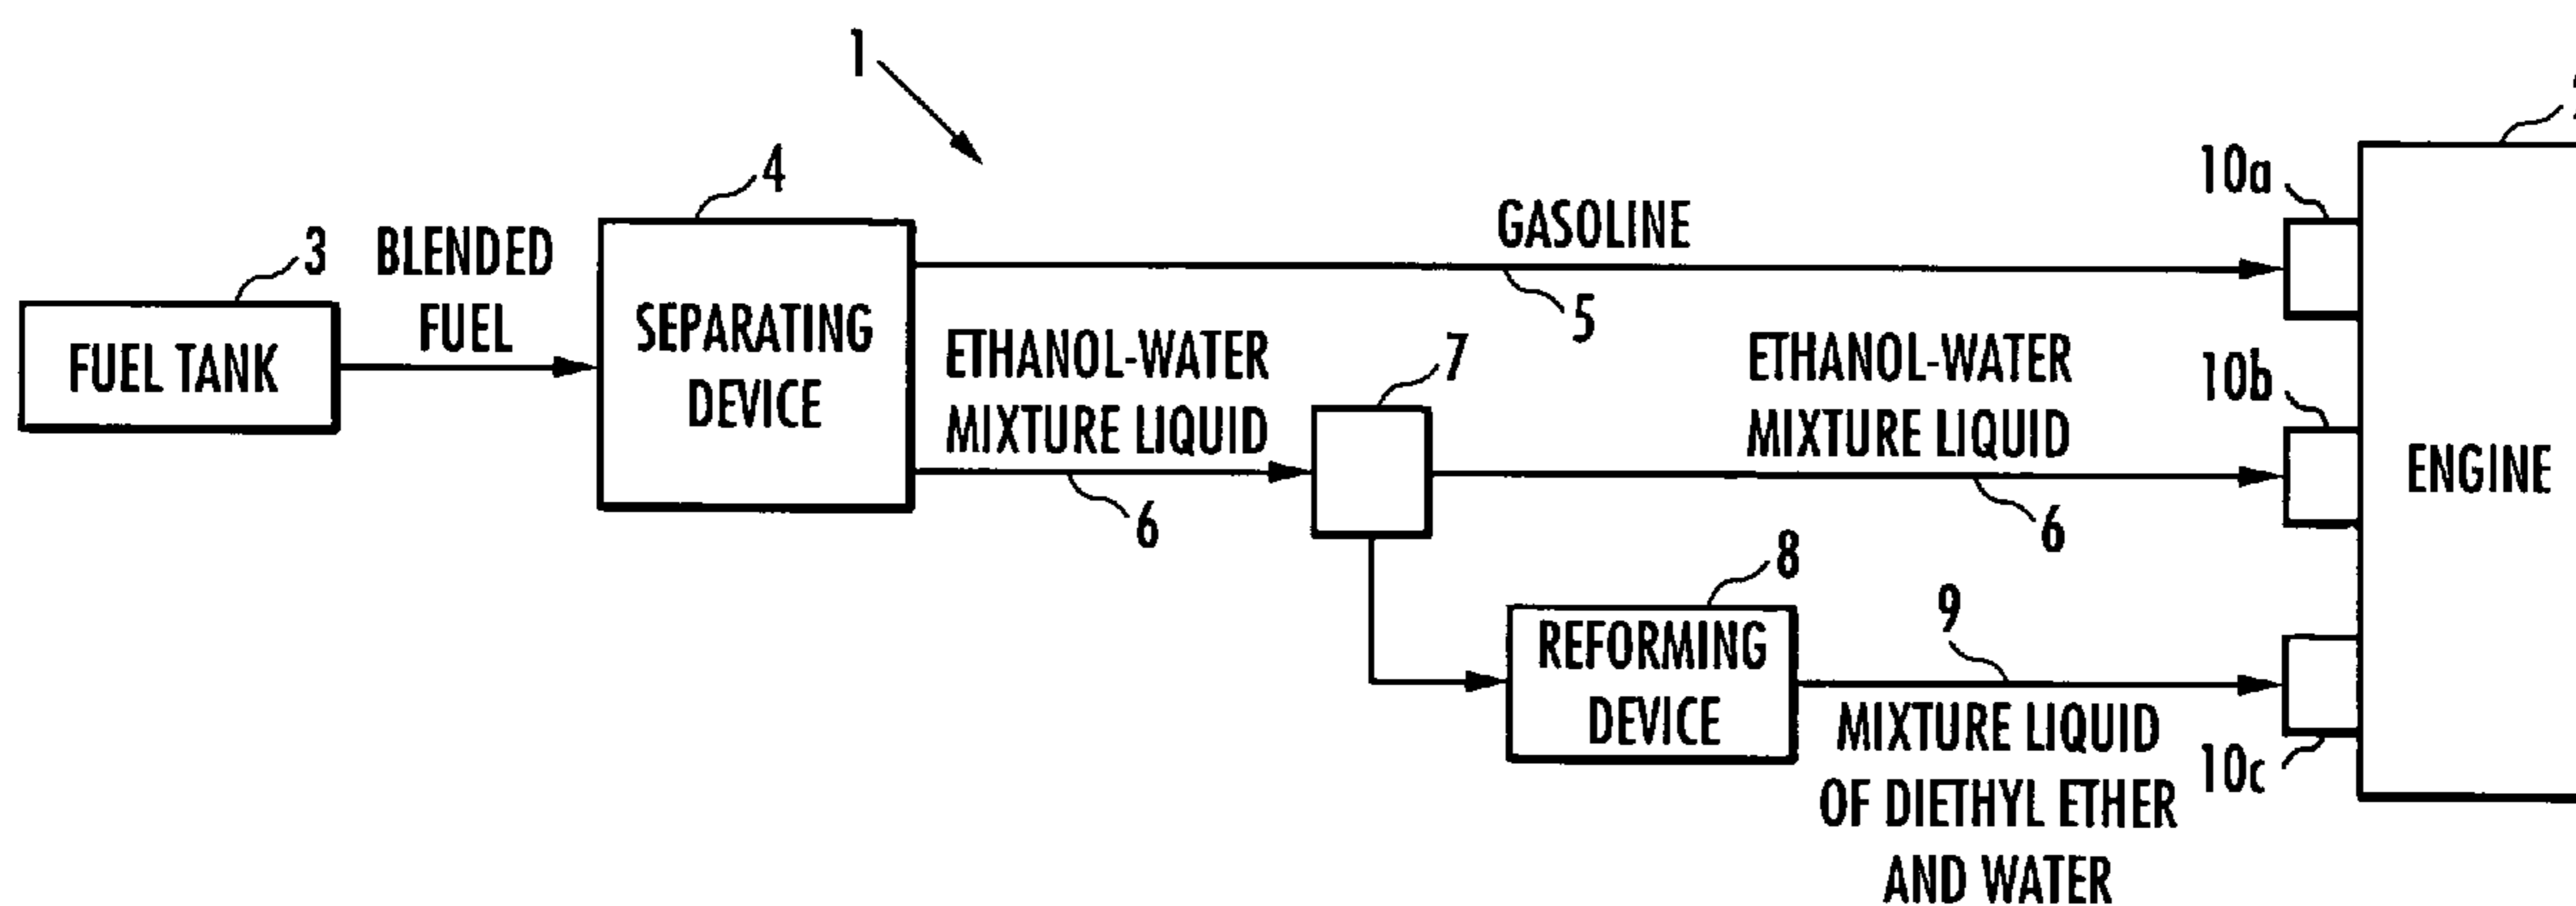 1
4
10a
GASOLINE
3
BLENDED
FUEL
FUEL TANK
SEPARATING
DEVICE
5
ETHANOL-WATER
MIXTURE LIQUID
7
ETHANOL-WATER
MIXTURE LIQUID
10b
ENGINE
6
6
8
REFORMING
DEVICE
9
MIXTURE LIQUID
OF DIETHYL ETHER
AND WATER
10c